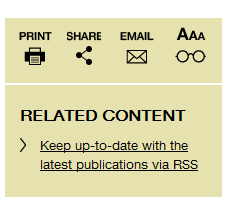 PRINT SHARE EMAIL AAA
RELATED CONTENT
Keep up-to-date with the
latest publications via RSS